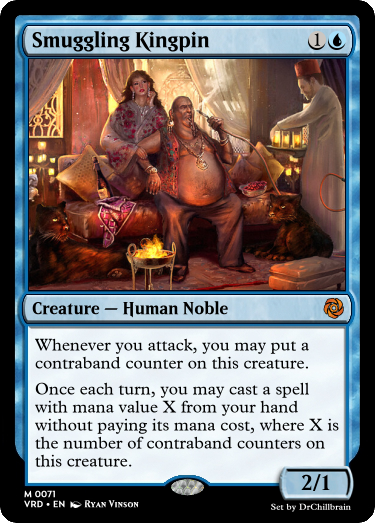 Smuggling Kingpin 1
Creature — Human Noble
Whenever you attack, you may put a
contraband counter on this creature.
Once each turn, you may cast a spell
with mana value X from your hand
without paying its mana cost, where X is
the number of contraband counters on
this creature.
2/1
M 0071
VRD • EN Ryan Vinson
Set by DrChillbrain